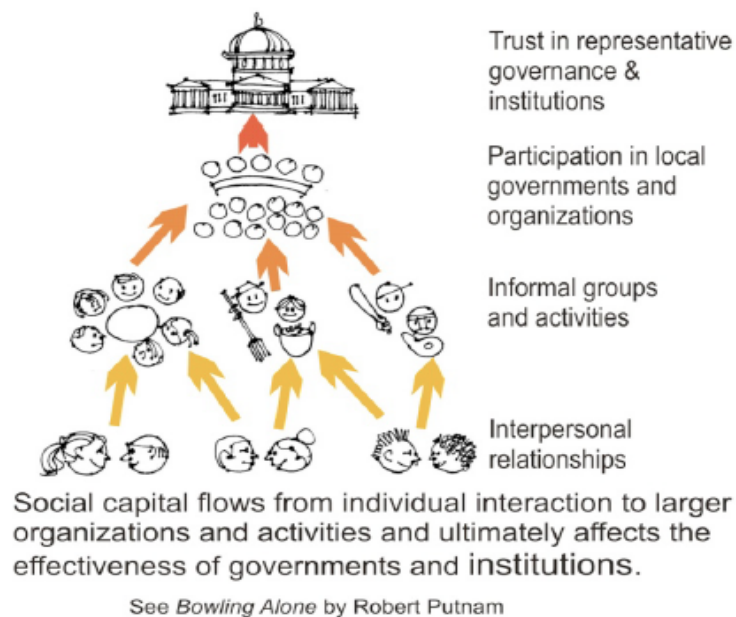 Trust in representative
governance &
institutions
Participation in local
governments and
organizations
Informal groups
and activities
Interpersonal
relationships
Social capital flows from individual interaction to larger
organizations and activities and ultimately affects the
effectiveness of governments and institutions.
See Bowling Alone by Robert Putnam